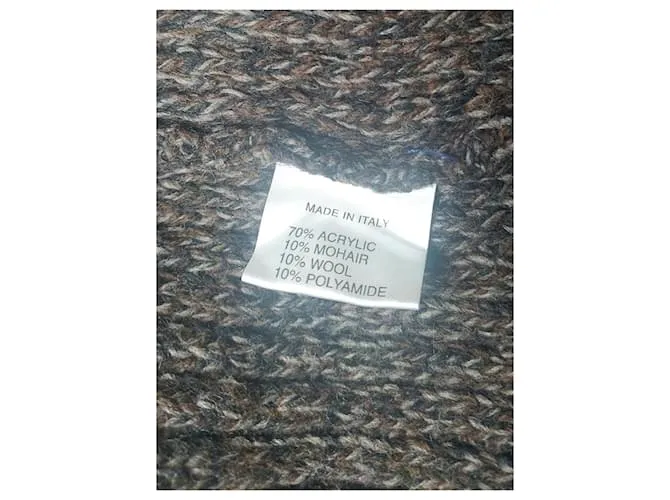 MADE IN ITALY
70% ACRYLIC
10% MOHAIR
10% WOOL
10% POLYAMIDE